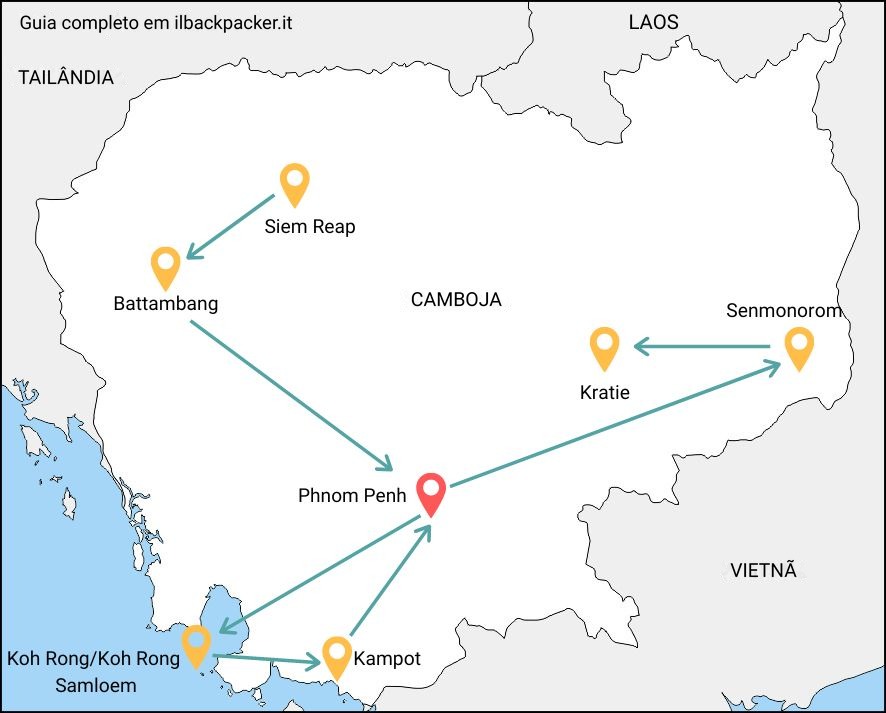 Guia completo em ilbackpacker.it
LAOS
TAILÂNDIA
Siem Reap
Battambang
CAMBOJA
Senmonorom
Kratie
Phnom Penh
VIETNÃ
Koh Rong/Koh Rong
Samloem
Kampot